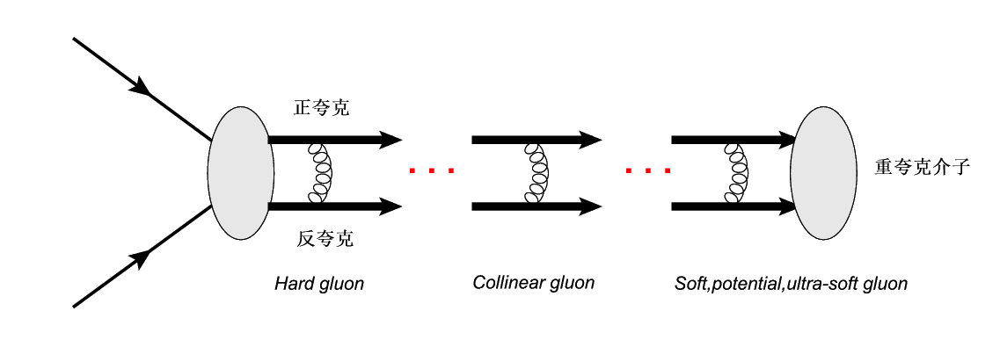 正夸克
重夸克介子
反夸克
Hard gluon
Collinear gluon
Soft,potential,ultra-soft gluon